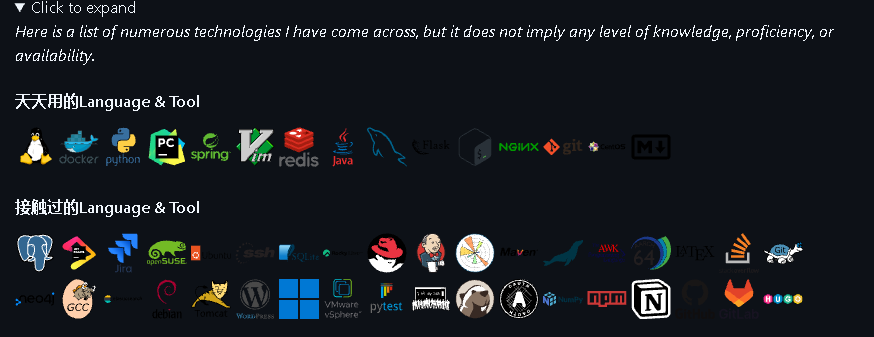 ▼ Click to expand
Here is a list of numerous technologies I have come across, but it does not imply any level of knowledge, proficiency, or
availability.
天天用的Language & Tool
docker python PC spring Vim redis Java Flask NGINX git CentOS M
接触过的Language & Tool
Jira openSUSE ssh SQLite Maven AWK 64 LATEX Git
neo4j GCC debian Tomcat WordPress VMware vSphere pytest NumPy npm N GitLab HUGO